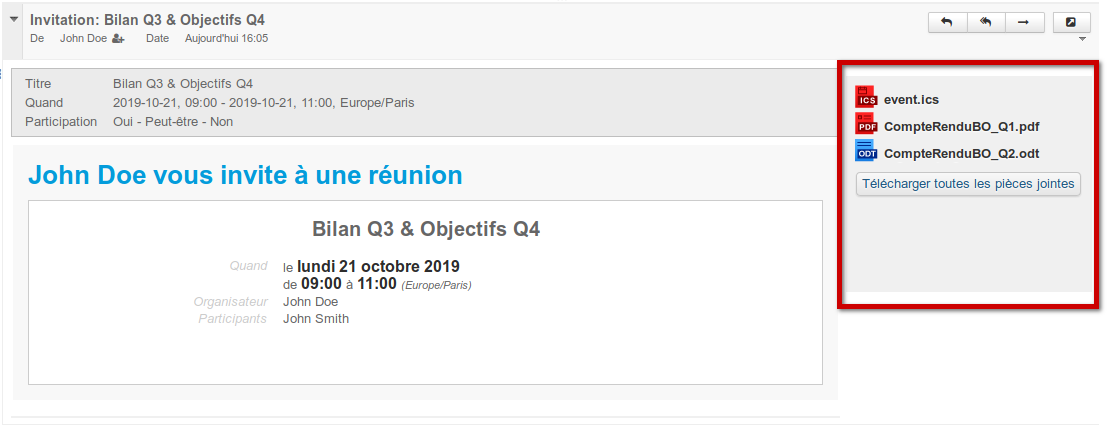 Invitation: Bilan Q3 & Objectifs Q4
De John Doe Date Aujourd'hui 16:05
Titre Bilan Q3 & Objectifs Q4
Quand 2019-10-21, 09:00 - 2019-10-21, 11:00, Europe/Paris
Participation Oui - Peut-être - Non
John Doe vous invite à une réunion
Bilan Q3 & Objectifs Q4
Quand le lundi 21 octobre 2019
de 09:00 à 11:00 (Europe/Paris)
Organisateur John Doe
Participants John Smith
ICS event.ics
PDF CompteRenduBO_Q1.pdf
ODT CompteRenduBO_Q2.odt
Télécharger toutes les pièces jointes